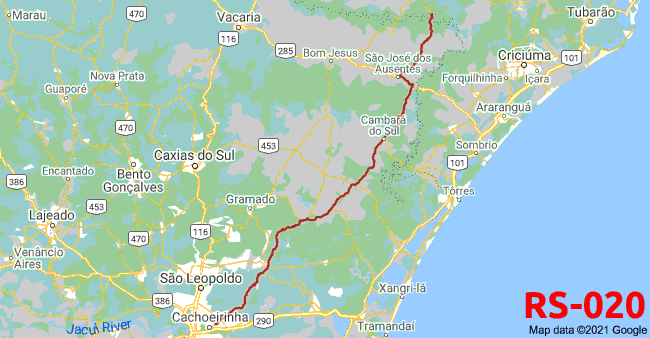 Marau
470
Vacaria
116
285
Bom Jesus
São José dos
Ausentes
Tubarão
101
Criciúma
Forquilhinha
Içara
Araranguá
Nova Prata
Guaporé
470
470
Cambará
do Sul
453
Caxias do Sul
Sombrio
101
Encantado
386
Bento
Gonçalves
453
Lajeado
Gramado
Torres
116
Venâncio
Aires
São Leopoldo
386
Cachoeirinha
290
Xangri-lá
Tramandaí
Jacuí River
RS-020
Map data ©2021 Google